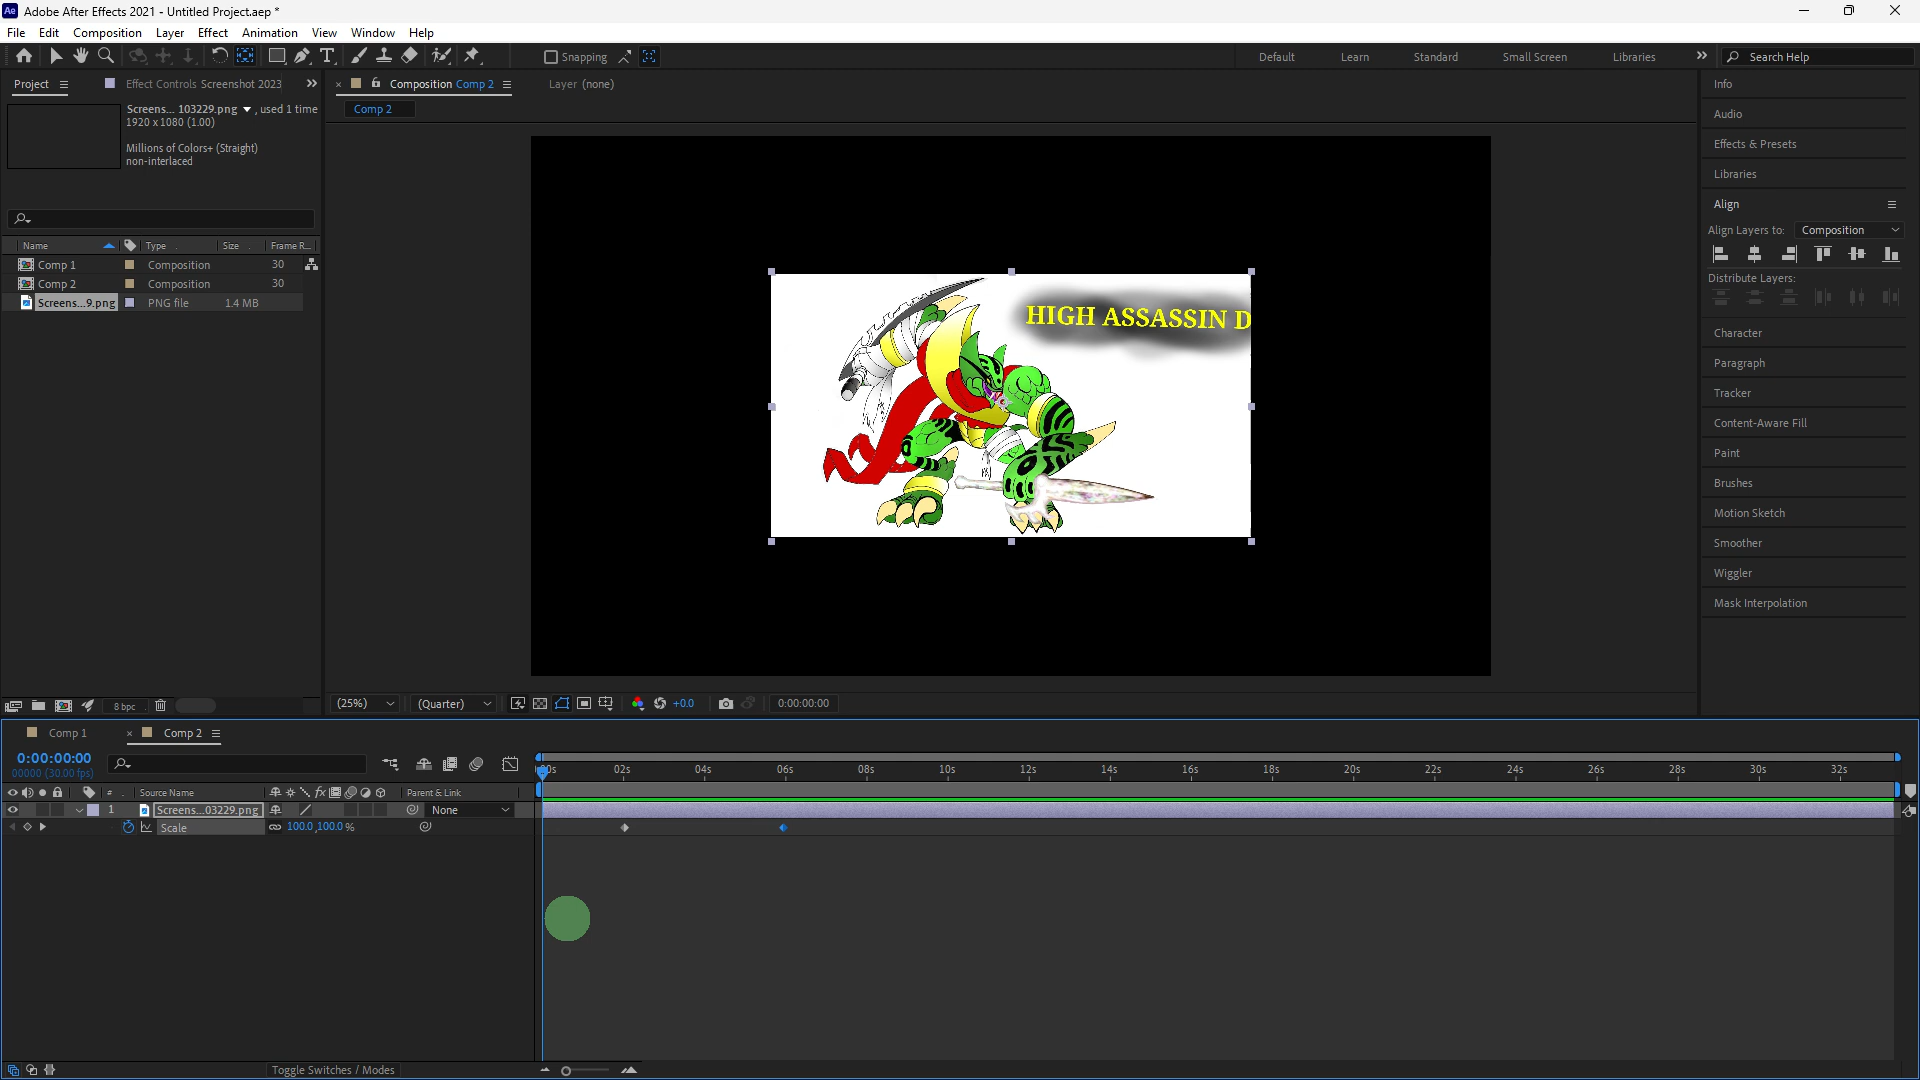 Adobe After Effects 2021 - Untitled Project.aep *
File Edit Composition Layer Effect Animation View Window Help
Snapping
Default Learn Standard Small Screen Libraries
Search Help
Project
Effect Controls Screenshot 2023
Screens... 103229.png , used 1 time
1920 x 1080 (1.00)
Millions of Colors+ (Straight)
non-interlaced
Name Type Size Frame R...
Comp 1 Composition 30
Comp 2 Composition 30
Screens...9.png PNG file 1.4 MB
8 bpc
Composition Comp 2
Layer (none)
Comp 2
HIGH ASSASSIN D
(25%) (Quarter) +0.0 0:00:00:00
Info
Audio
Effects & Presets
Libraries
Align
Align Layers to: Composition
Distribute Layers:
Character
Paragraph
Tracker
Content-Aware Fill
Paint
Brushes
Motion Sketch
Smoother
Wiggler
Mask Interpolation
Comp 1 Comp 2
0:00:00:00
00000 (30.00 fps)
# Source Name Parent & Link
1 Screens...03229.png None
Scale 100.0,100.0 %
02s 04s 06s 08s 10s 12s 14s 16s 18s 20s 22s 24s 26s 28s 30s 32s
Toggle Switches / Modes